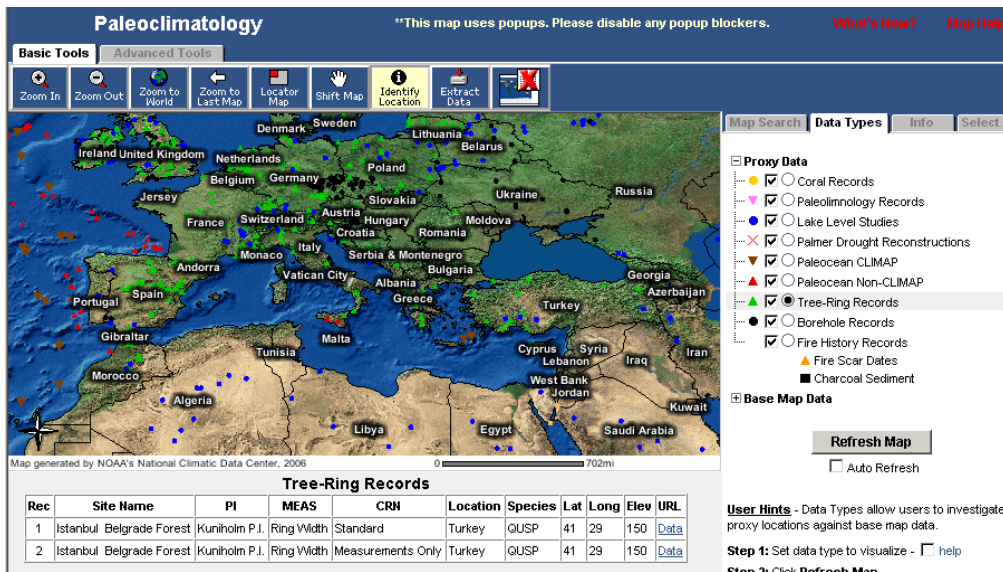 Paleoclimatology
**This map uses popups. Please disable any popup blockers.
What's New?
Map Help
Basic Tools
Advanced Tools
Zoom In
Zoom Out
Zoom to World
Zoom to Last Map
Locator Map
Shift Map
Identify Location
Extract Data
Denmark
Sweden
Lithuania
Belarus
Ireland
United Kingdom
Netherlands
Poland
Belgium
Germany
Jersey
Slovakia
Ukraine
Russia
France
Switzerland
Austria
Hungary
Moldova
Croatia
Romania
Monaco
Italy
Serbia & Montenegro
Andorra
Vatican City
Bulgaria
Georgia
Albania
Azerbaijan
Portugal
Spain
Greece
Turkey
Gibraltar
Malta
Tunisia
Cyprus
Syria
Iran
Lebanon
Iraq
Morocco
West Bank
Jordan
Algeria
Kuwait
Libya
Egypt
Saudi Arabia
Map generated by NOAA's National Climatic Data Center, 2006
0
702mi
Tree-Ring Records
Rec Site Name PI MEAS CRN Location Species Lat Long Elev URL
1 Istanbul Belgrade Forest Kuniholm P.I. Ring Width Standard Turkey QUSP 41 29 150 Data
2 Istanbul Belgrade Forest Kuniholm P.I. Ring Width Measurements Only Turkey QUSP 41 29 150 Data
Map Search
Data Types
Info
Select
Proxy Data
Coral Records
Paleolimnology Records
Lake Level Studies
Palmer Drought Reconstructions
Paleocean CLIMAP
Paleocean Non-CLIMAP
Tree-Ring Records
Borehole Records
Fire History Records
Fire Scar Dates
Charcoal Sediment
Base Map Data
Refresh Map
Auto Refresh
User Hints - Data Types allow users to investigate
proxy locations against base map data.
Step 1: Set data type to visualize - help
Step 2: Click Refresh Map